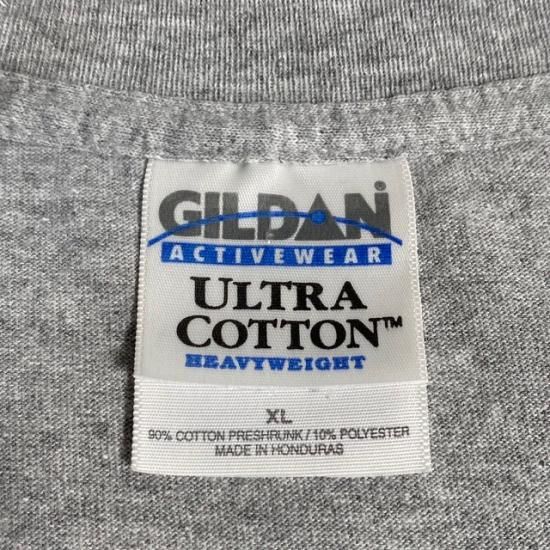 GILDAN®
ACTIVEWEAR
ULTRA
COTTON™
HEAVYWEIGHT
XL
90% COTTON PRESHRUNK / 10% POLYESTER
MADE IN HONDURAS